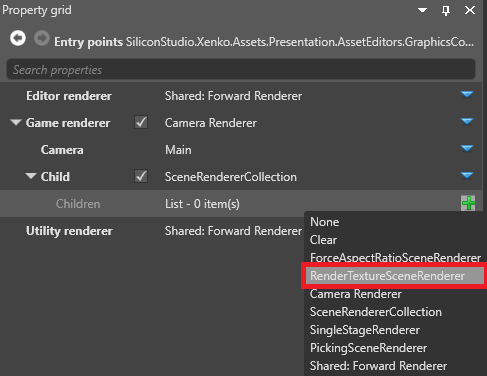 Property grid
Entry points SiliconStudio.Xenko.Assets.Presentation.AssetEditors.GraphicsCo...
Search properties
Editor renderer Shared: Forward Renderer
Game renderer Camera Renderer
Camera Main
Child SceneRendererCollection
Children List - 0 item(s)
Utility renderer Shared: Forward Rende
None
Clear
ForceAspectRatioSceneRenderer
RenderTextureSceneRenderer
Camera Renderer
SceneRendererCollection
SingleStageRenderer
PickingSceneRenderer
Shared: Forward Renderer